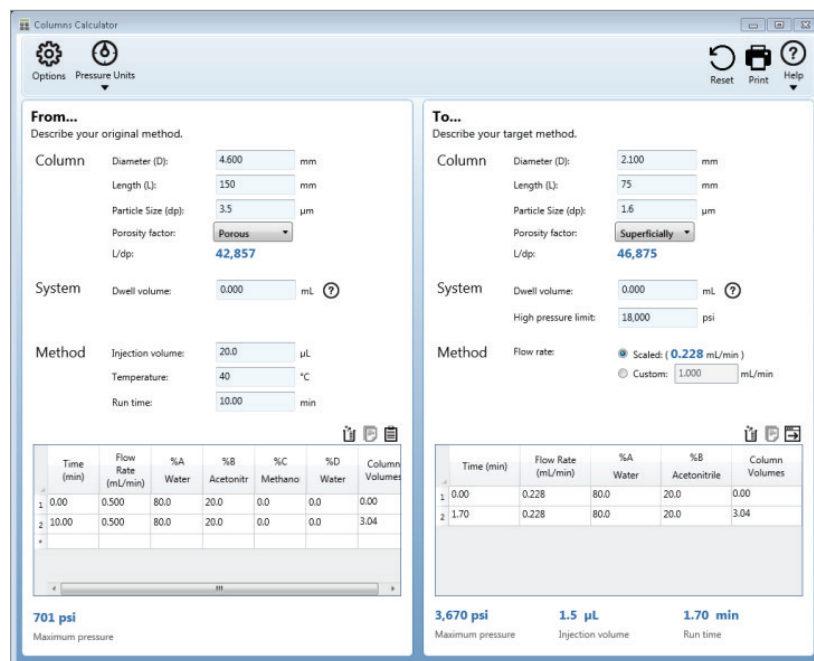 Columns Calculator
Options Pressure Units Reset Print Help
From...
Describe your original method.
Column Diameter (D): 4.600 mm
Length (L): 150 mm
Particle Size (dp): 3.5 µm
Porosity factor: Porous
L/dp: 42,857
System Dwell volume: 0.000 mL ?
Method Injection volume: 20.0 µL
Temperature: 40 °C
Run time: 10.00 min
Time (min) Flow Rate (mL/min) %A Water %B Acetonitr %C Methano %D Water Column Volumes
1 0.00 0.500 80.0 20.0 0.0 0.0 0.00
2 10.00 0.500 80.0 20.0 0.0 0.0 3.04
*
701 psi
Maximum pressure
To...
Describe your target method.
Column Diameter (D): 2.100 mm
Length (L): 75 mm
Particle Size (dp): 1.6 µm
Porosity factor: Superficially
L/dp: 46,875
System Dwell volume: 0.000 mL ?
High pressure limit: 18,000 psi
Method Flow rate: Scaled: ( 0.228 mL/min )
Custom: 1.000 mL/min
Time (min) Flow Rate (mL/min) %A Water %B Acetonitrile Column Volumes
1 0.00 0.228 80.0 20.0 0.00
2 1.70 0.228 80.0 20.0 3.04
3,670 psi 1.5 µL 1.70 min
Maximum pressure Injection volume Run time